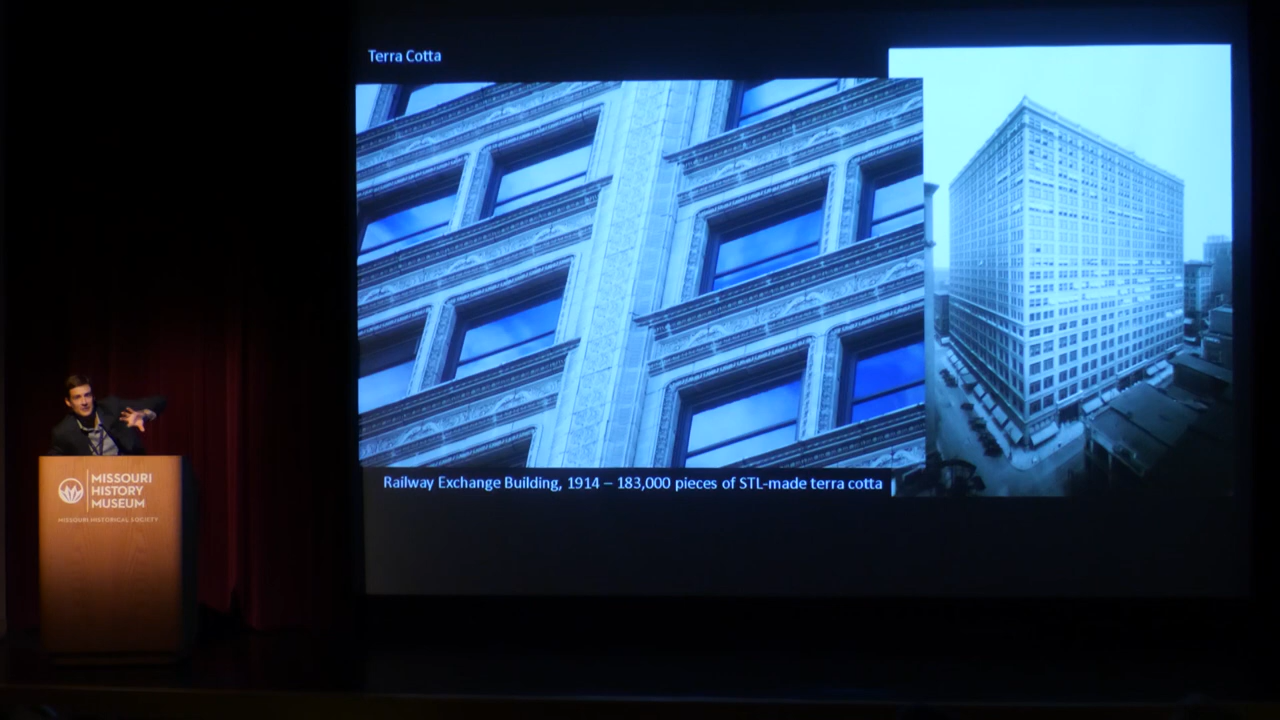 Terra Cotta
Railway Exchange Building, 1914 – 183,000 pieces of STL-made terra cotta
MISSOURI
HISTORY
MUSEUM
MISSOURI HISTORICAL SOCIETY